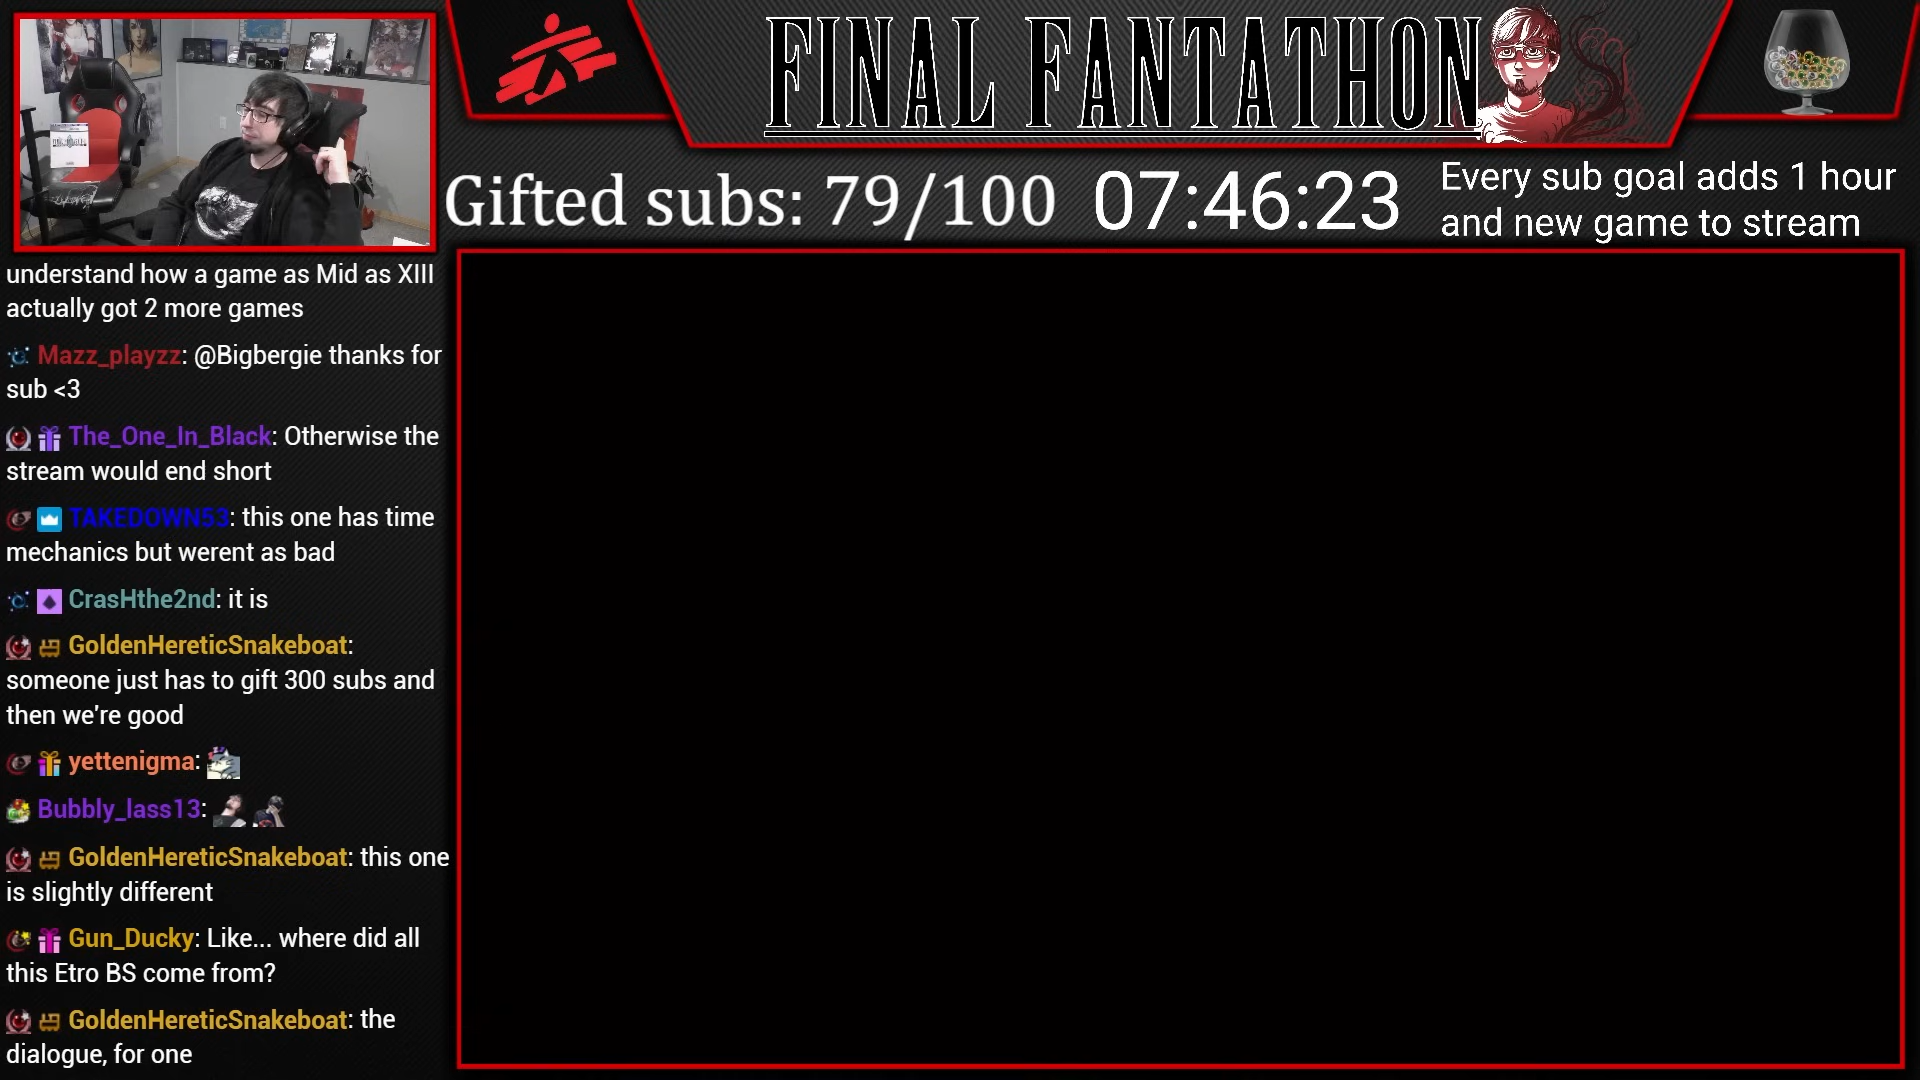 FINAL FANTATHON
Gifted subs: 79/100
07:46:23
Every sub goal adds 1 hour
and new game to stream
understand how a game as Mid as XIII
actually got 2 more games
Mazz_playzz: @Bigbergie thanks for
sub <3
The_One_In_Black: Otherwise the
stream would end short
TAKEDOWN53: this one has time
mechanics but werent as bad
CrasHthe2nd: it is
GoldenHereticSnakeboat:
someone just has to gift 300 subs and
then we're good
yettenigma:
Bubbly_lass13:
GoldenHereticSnakeboat: this one
is slightly different
Gun_Ducky: Like... where did all
this Etro BS come from?
GoldenHereticSnakeboat: the
dialogue, for one